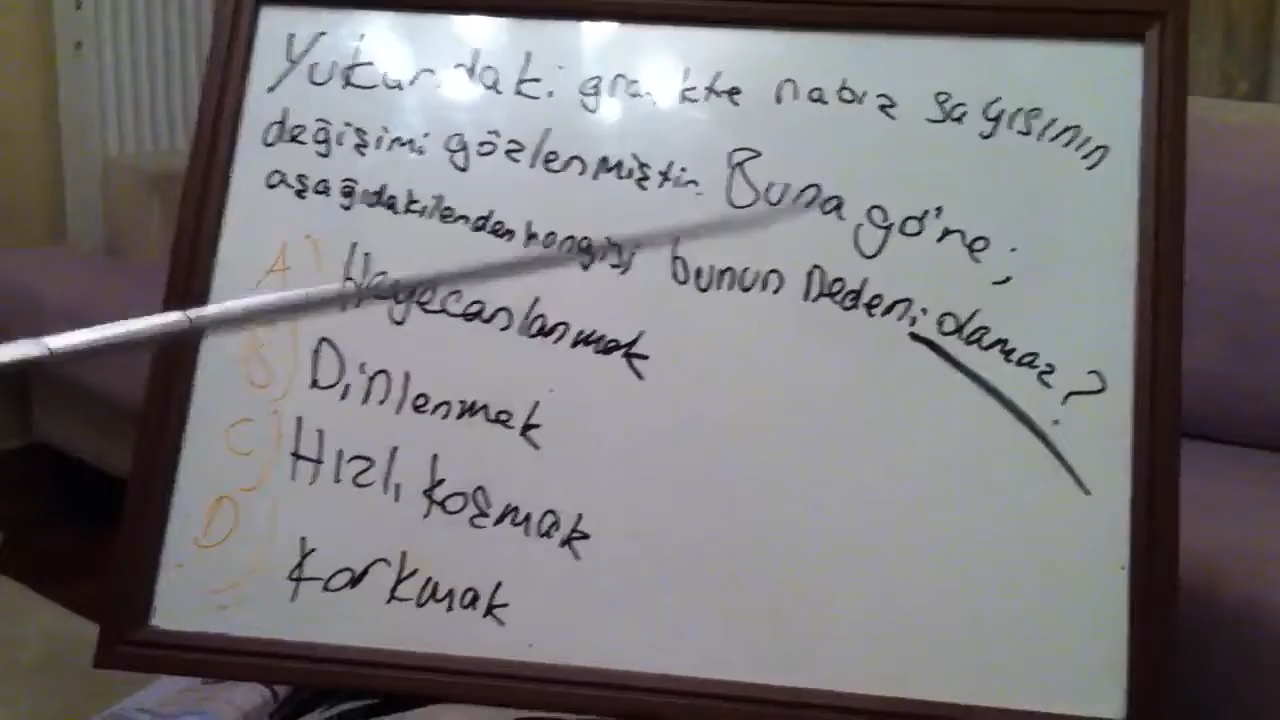 Yukarıdaki grafikte nabız sayısının
değişimi gözlenmiştir. Buna göre;
aşağıdakilerden hangisi bunun nedeni olamaz?
A) Heyecanlanmak
B) Dinlenmek
C) Hızlı koşmak
D) Korkmak